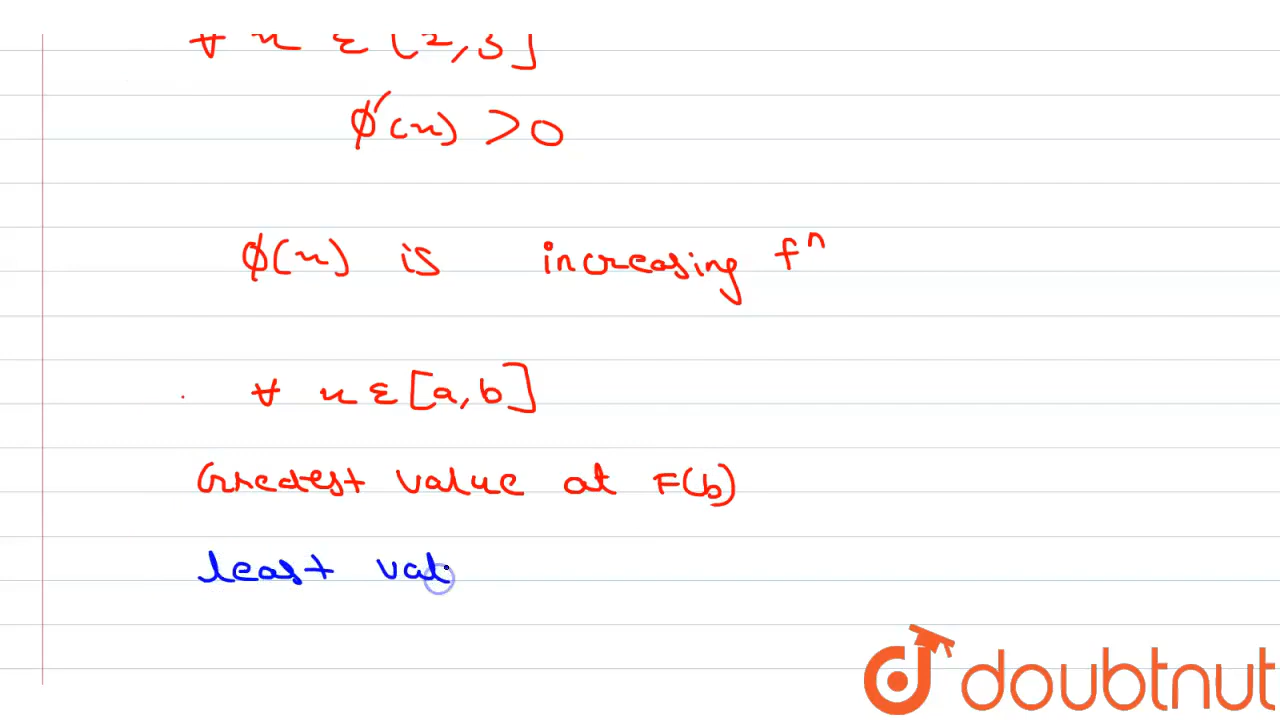 ∀ x ε [2,3]
φ'(x) > 0
φ(x) is increasing fⁿ
∀ x ε [a,b]
Greatest value at F(b)
least val
doubtnut